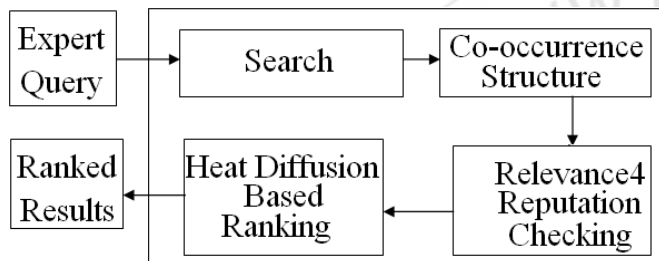 Expert
Query
Search
Co-occurrence
Structure
Relevance4
Reputation
Checking
Heat Diffusion
Based
Ranking
Ranked
Results